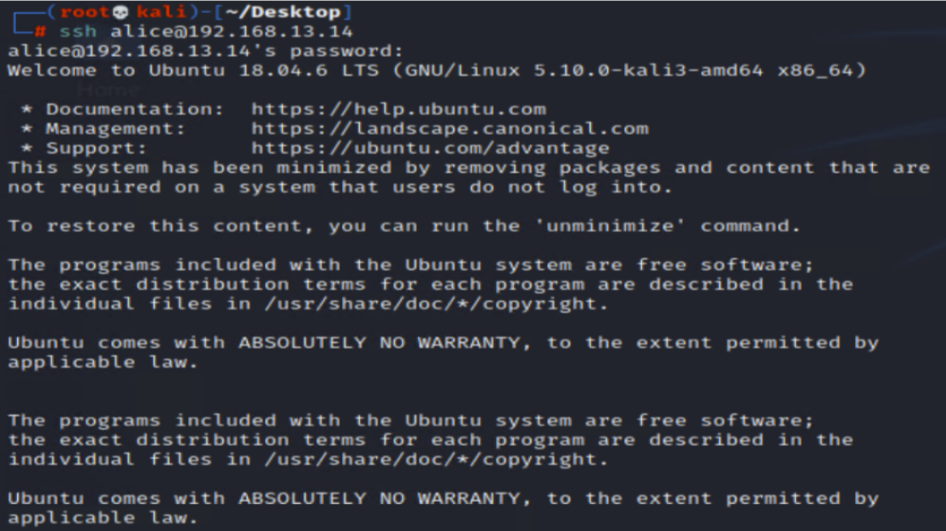 ┌──(root💀kali)-[~/Desktop]
└─# ssh alice@192.168.13.14
alice@192.168.13.14's password:
Welcome to Ubuntu 18.04.6 LTS (GNU/Linux 5.10.0-kali3-amd64 x86_64)
Home
* Documentation:  https://help.ubuntu.com
* Management:     https://landscape.canonical.com
* Support:        https://ubuntu.com/advantage
This system has been minimized by removing packages and content that are
not required on a system that users do not log into.
To restore this content, you can run the 'unminimize' command.
The programs included with the Ubuntu system are free software;
the exact distribution terms for each program are described in the
individual files in /usr/share/doc/*/copyright.
Ubuntu comes with ABSOLUTELY NO WARRANTY, to the extent permitted by
applicable law.
The programs included with the Ubuntu system are free software;
the exact distribution terms for each program are described in the
individual files in /usr/share/doc/*/copyright.
Ubuntu comes with ABSOLUTELY NO WARRANTY, to the extent permitted by
applicable law.